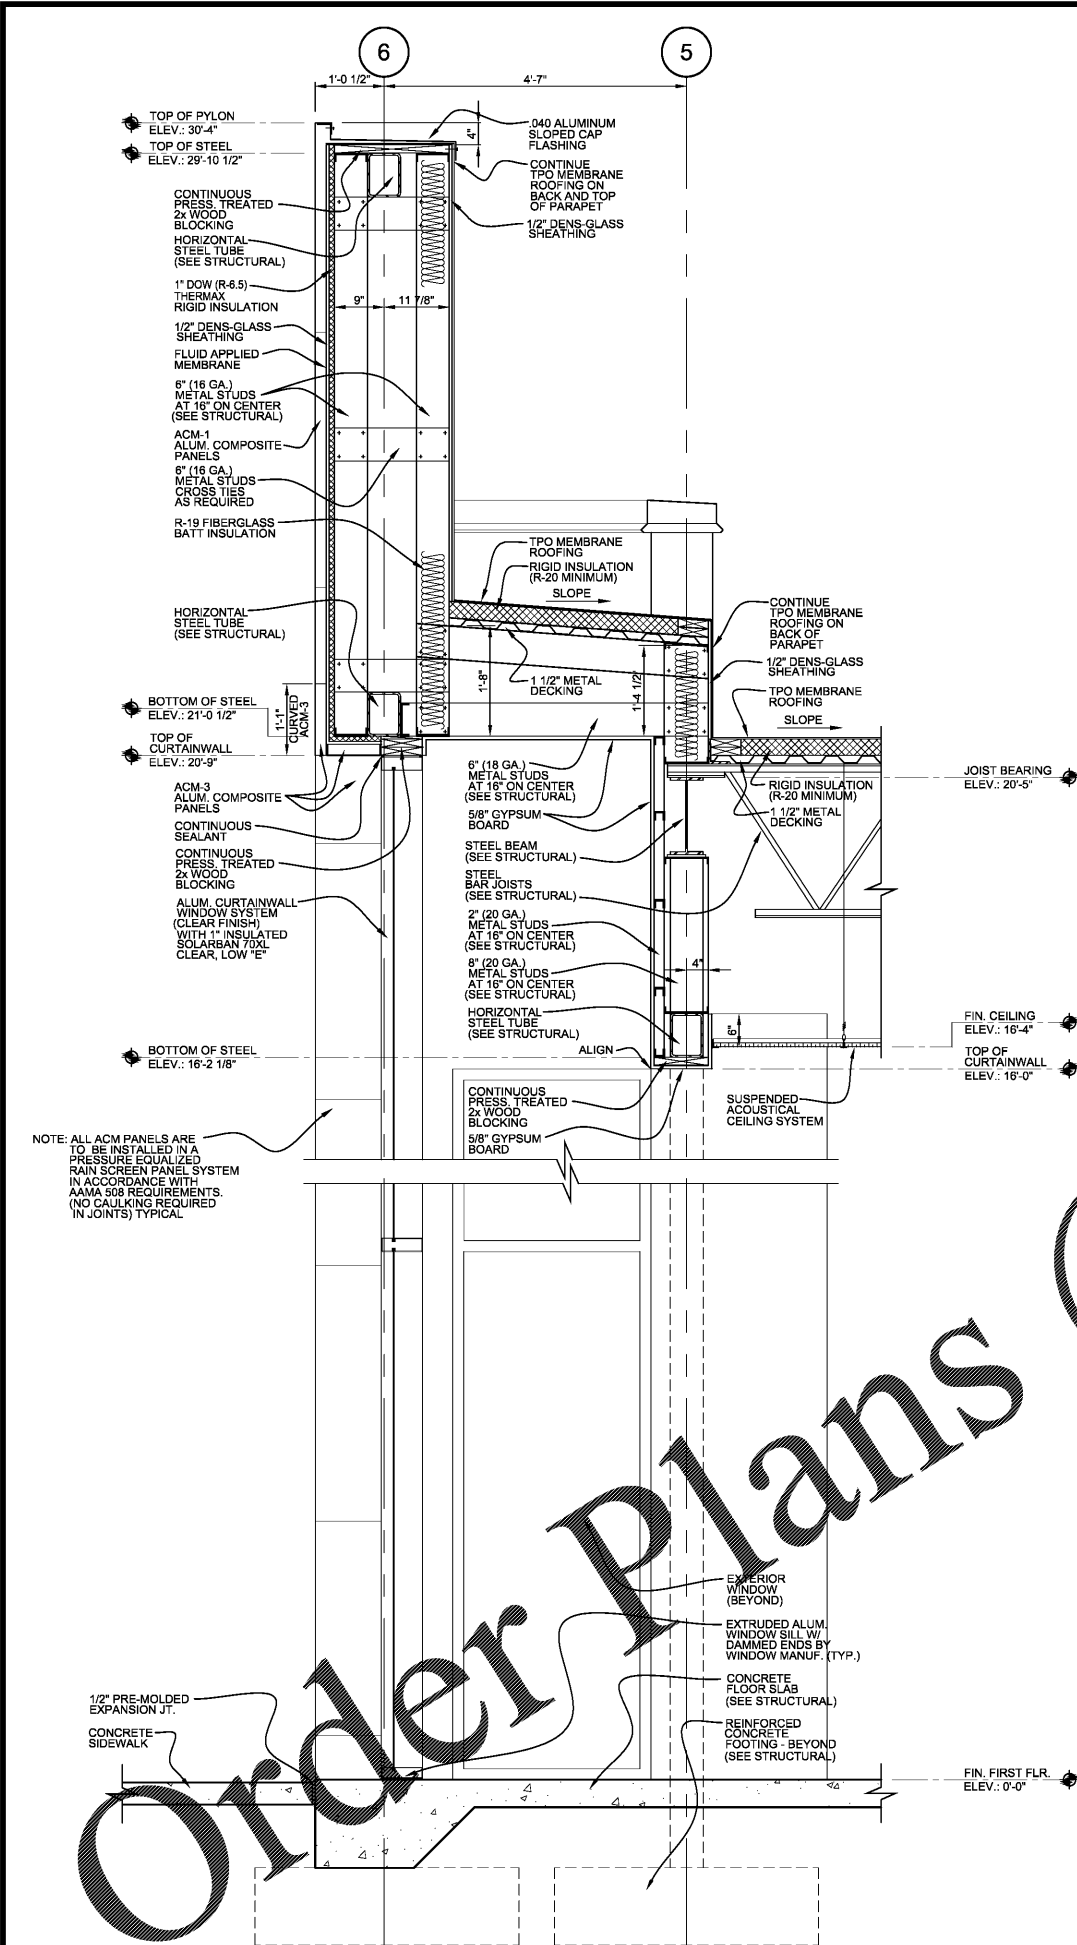 6
5
1'-0 1/2"
4'-7"
TOP OF PYLON
ELEV.: 30'-4"
TOP OF STEEL
ELEV.: 29'-10 1/2"
4"
.040 ALUMINUM
SLOPED CAP
FLASHING
CONTINUE
TPO MEMBRANE
ROOFING ON
BACK AND TOP
OF PARAPET
1/2" DENS-GLASS
SHEATHING
CONTINUOUS
PRESS. TREATED
2x WOOD
BLOCKING
HORIZONTAL
STEEL TUBE
(SEE STRUCTURAL)
1" DOW (R-6.5)
THERMAX
RIGID INSULATION
9"
11 7/8"
1/2" DENS-GLASS
SHEATHING
FLUID APPLIED
MEMBRANE
6" (16 GA.)
METAL STUDS
AT 16" ON CENTER
(SEE STRUCTURAL)
ACM-1
ALUM. COMPOSITE
PANELS
6" (16 GA.)
METAL STUDS
CROSS TIES
AS REQUIRED
R-19 FIBERGLASS
BATT INSULATION
TPO MEMBRANE
ROOFING
RIGID INSULATION
(R-20 MINIMUM)
SLOPE
HORIZONTAL
STEEL TUBE
(SEE STRUCTURAL)
CONTINUE
TPO MEMBRANE
ROOFING ON
BACK OF
PARAPET
1/2" DENS-GLASS
SHEATHING
TPO MEMBRANE
ROOFING
SLOPE
1'-8"
1 1/2" METAL
DECKING
1'-4 1/2"
BOTTOM OF STEEL
ELEV.: 21'-0 1/2"
1'-1"
CURVED
ACM-3
TOP OF
CURTAINWALL
ELEV.: 20'-9"
ACM-3
ALUM. COMPOSITE
PANELS
CONTINUOUS
SEALANT
CONTINUOUS
PRESS. TREATED
2x WOOD
BLOCKING
ALUM. CURTAINWALL
WINDOW SYSTEM
(CLEAR FINISH)
WITH 1" INSULATED
SOLARBAN 70XL
CLEAR, LOW "E"
6" (18 GA.)
METAL STUDS
AT 16" ON CENTER
(SEE STRUCTURAL)
5/8" GYPSUM
BOARD
STEEL BEAM
(SEE STRUCTURAL)
STEEL
BAR JOISTS
(SEE STRUCTURAL)
2" (20 GA.)
METAL STUDS
AT 16" ON CENTER
(SEE STRUCTURAL)
8" (20 GA.)
METAL STUDS
AT 16" ON CENTER
(SEE STRUCTURAL)
HORIZONTAL
STEEL TUBE
(SEE STRUCTURAL)
ALIGN
RIGID INSULATION
(R-20 MINIMUM)
1 1/2" METAL
DECKING
JOIST BEARING
ELEV.: 20'-5"
4"
6"
FIN. CEILING
ELEV.: 16'-4"
TOP OF
CURTAINWALL
ELEV.: 16'-0"
BOTTOM OF STEEL
ELEV.: 16'-2 1/8"
CONTINUOUS
PRESS. TREATED
2x WOOD
BLOCKING
5/8" GYPSUM
BOARD
SUSPENDED
ACOUSTICAL
CEILING SYSTEM
NOTE: ALL ACM PANELS ARE
TO BE INSTALLED IN A
PRESSURE EQUALIZED
RAIN SCREEN PANEL SYSTEM
IN ACCORDANCE WITH
AAMA 508 REQUIREMENTS.
(NO CAULKING REQUIRED
IN JOINTS) TYPICAL
Order Plans
EXTERIOR
WINDOW
(BEYOND)
EXTRUDED ALUM.
WINDOW SILL W/
DAMMED ENDS BY
WINDOW MANUF. (TYP.)
CONCRETE
FLOOR SLAB
(SEE STRUCTURAL)
REINFORCED
CONCRETE
FOOTING - BEYOND
(SEE STRUCTURAL)
1/2" PRE-MOLDED
EXPANSION JT.
CONCRETE
SIDEWALK
FIN. FIRST FLR.
ELEV.: 0'-0"